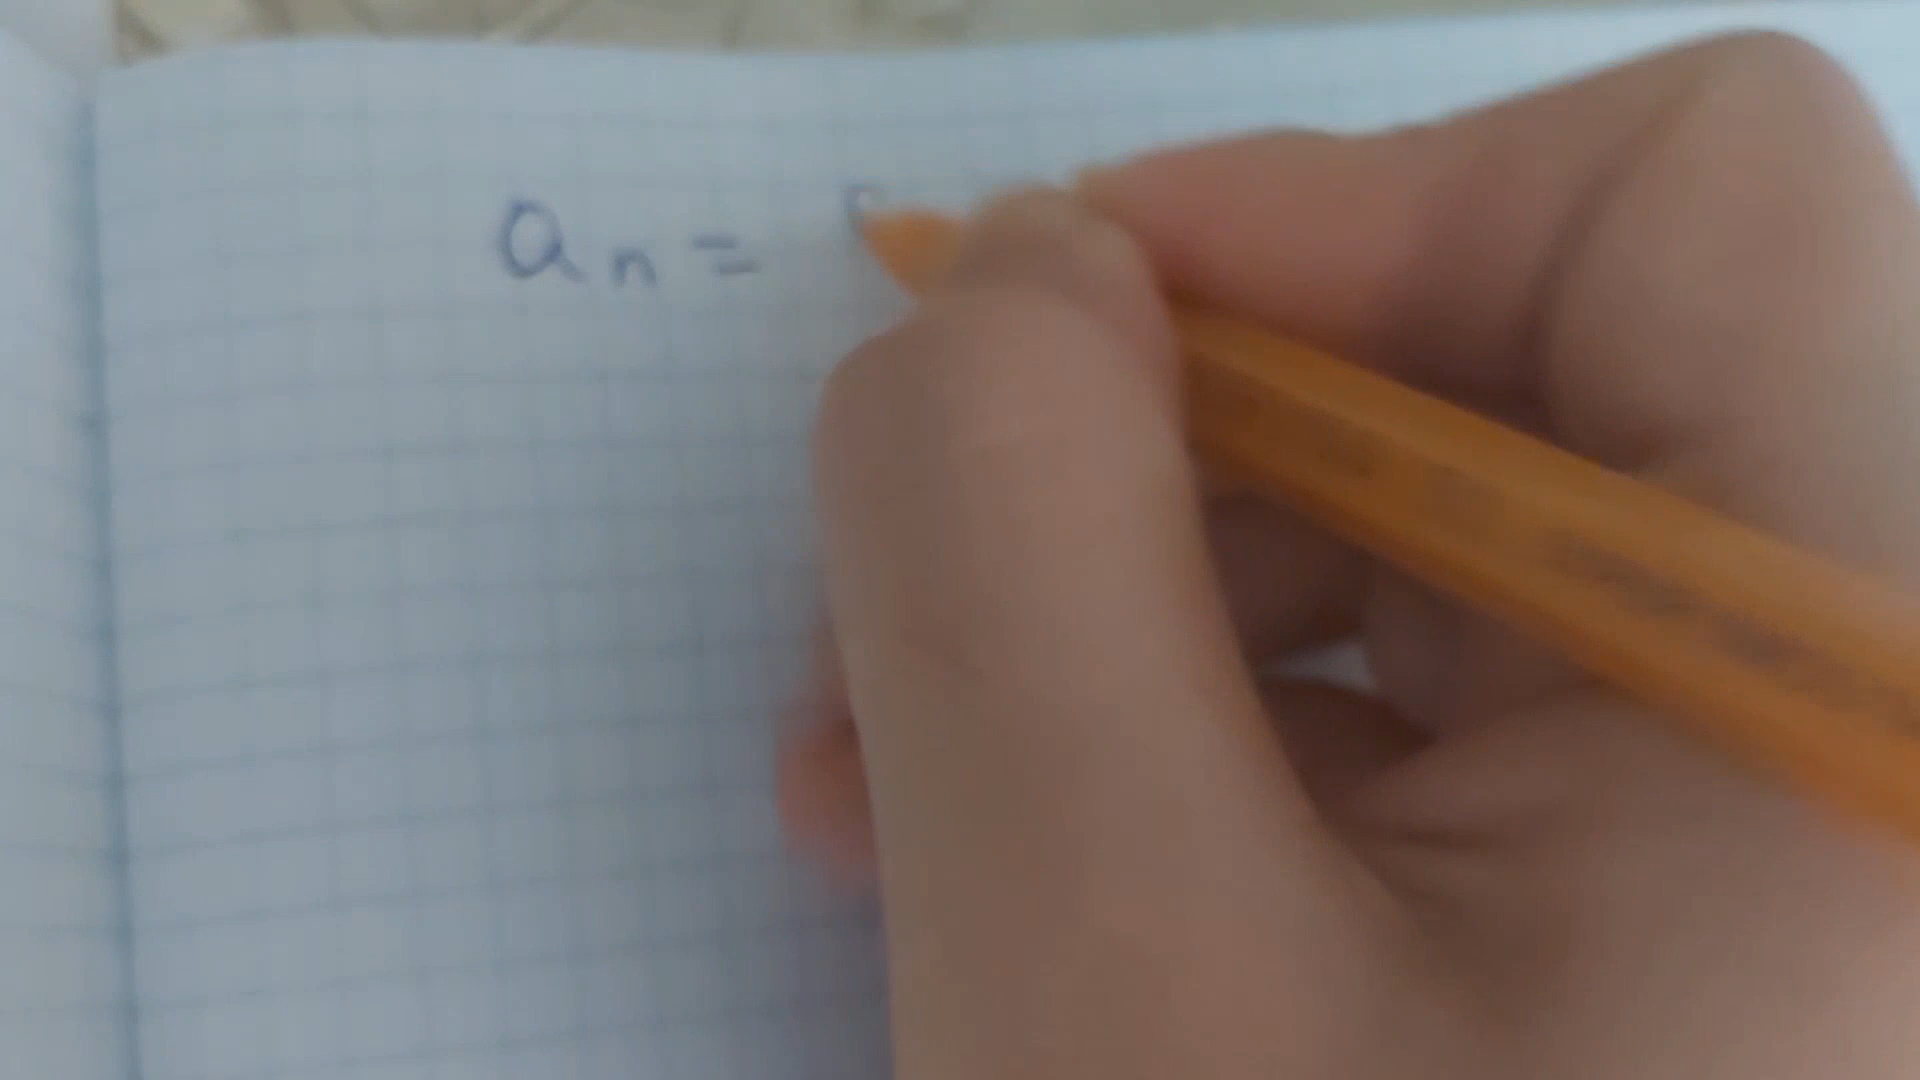 an =